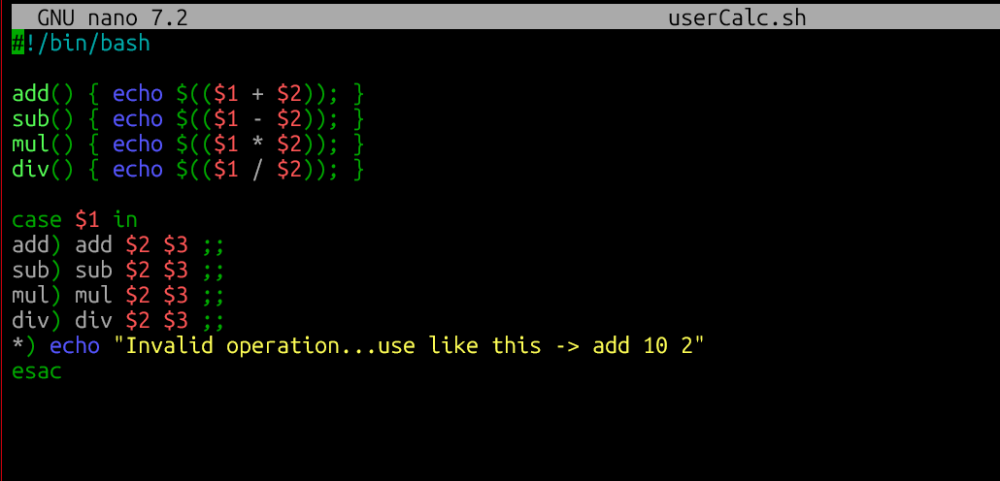 GNU nano 7.2 userCalc.sh
#!/bin/bash
add() { echo $(($1 + $2)); }
sub() { echo $(($1 - $2)); }
mul() { echo $(($1 * $2)); }
div() { echo $(($1 / $2)); }
case $1 in
add) add $2 $3 ;;
sub) sub $2 $3 ;;
mul) mul $2 $3 ;;
div) div $2 $3 ;;
*) echo "Invalid operation...use like this -> add 10 2"
esac